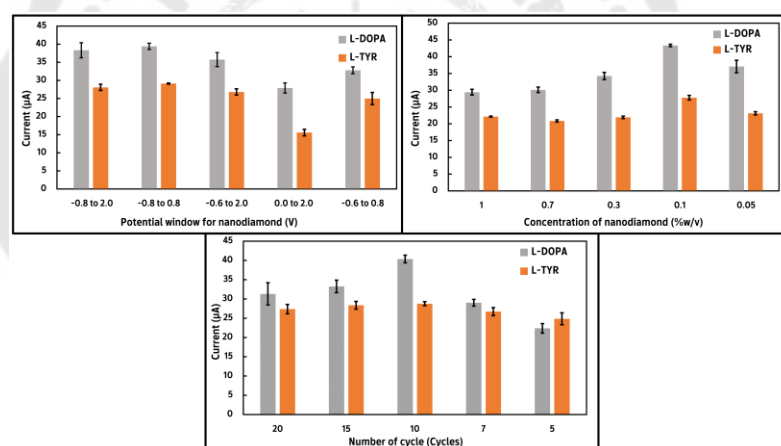 45
40
35
30
25
20
15
10
5
0
Current (µA)
L-DOPA
L-TYR
-0.8 to 2.0 -0.8 to 0.8 -0.6 to 2.0 0.0 to 2.0 -0.6 to 0.8
Potential window for nanodiamond (V)
50
45
40
35
30
25
20
15
10
5
0
Current (µA)
L-DOPA
L-TYR
1 0.7 0.3 0.1 0.05
Concentration of nanodiamond (%w/v)
45
40
35
30
25
20
15
10
5
0
Current (µA)
L-DOPA
L-TYR
20 15 10 7 5
Number of cycle (Cycles)